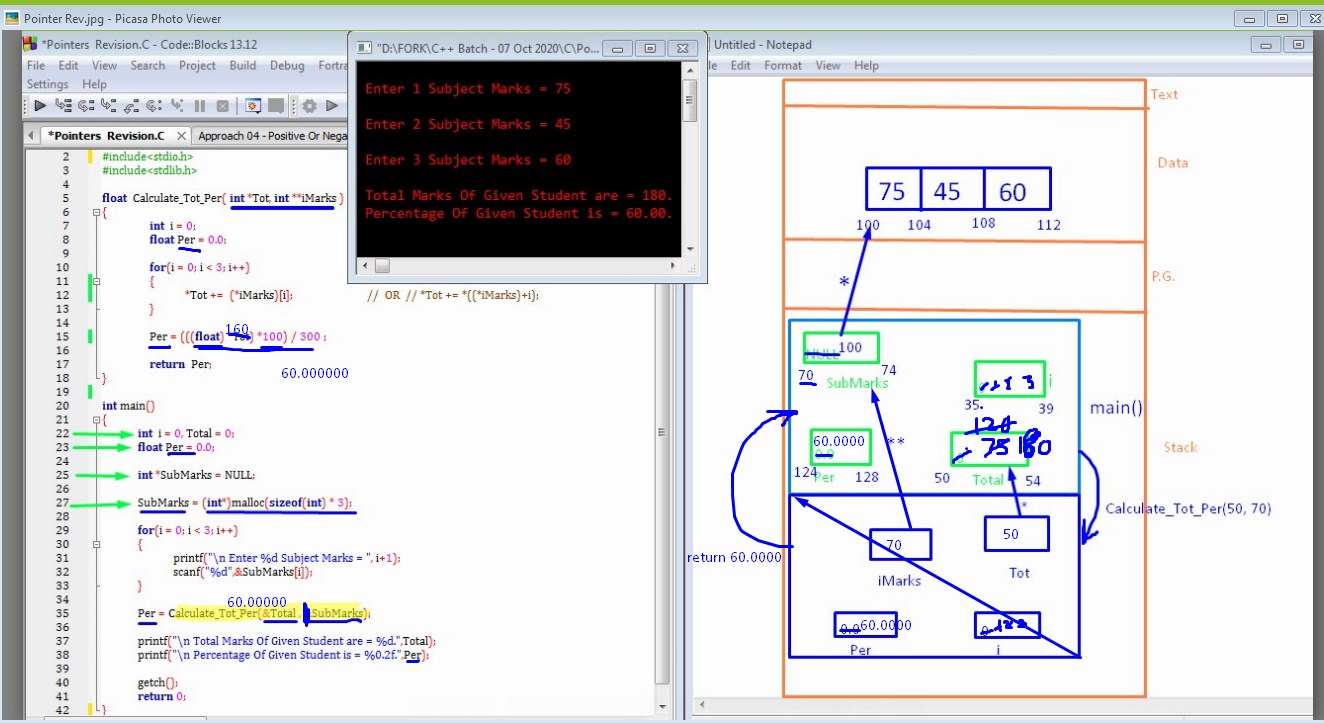 Pointer Rev.jpg - Picasa Photo Viewer
*Pointers Revision.C - Code::Blocks 13.12
File Edit View Search Project Build Debug Fortra
Settings Help
*Pointers Revision.C
Approach 04 - Positive Or Nega
2 #include<stdio.h>
3 #include<stdlib.h>
4
5 float Calculate_Tot_Per( int *Tot, int **iMarks )
6 {
7 int i = 0;
8 float Per = 0.0;
9
10 for(i = 0; i < 3; i++)
11 {
12 *Tot += (*iMarks)[i]; // OR // *Tot += *((*iMarks)+i);
13 }
14
160
15 Per = (((float) *100) / 300 ;
16
17 return Per;
60.000000
18 }
19
20 int main()
21 {
22 int i = 0, Total = 0;
23 float Per = 0.0;
24
25 int *SubMarks = NULL;
26
27 SubMarks = (int*)malloc(sizeof(int) * 3);
28
29 for(i = 0; i < 3; i++)
30 {
31 printf("\n Enter %d Subject Marks = ", i+1);
32 scanf("%d",&SubMarks[i]);
33 }
34
60.00000
35 Per = Calculate_Tot_Per(&Total , SubMarks);
36
37 printf("\n Total Marks Of Given Student are = %d.",Total);
38 printf("\n Percentage Of Given Student is = %0.2f.",Per);
39
40 getch();
41 return 0;
42 }
"D:\FORK\C++ Batch - 07 Oct 2020\C\Po...
Enter 1 Subject Marks = 75
Enter 2 Subject Marks = 45
Enter 3 Subject Marks = 60
Total Marks Of Given Student are = 180.
Percentage Of Given Student is = 60.00.
Untitled - Notepad
le Edit Format View Help
Text
Data
75 45 60
100 104 108 112
P.G.
*
NULL 100
70 74
SubMarks
3 i
35. 39
main()
120
60.0000 ** 75 180
0.0
124 Per 128 50 Total 54
Stack
*
Calculate_Tot_Per(50, 70)
70 50
return 60.0000
iMarks Tot
0.0 60.0000
Per i